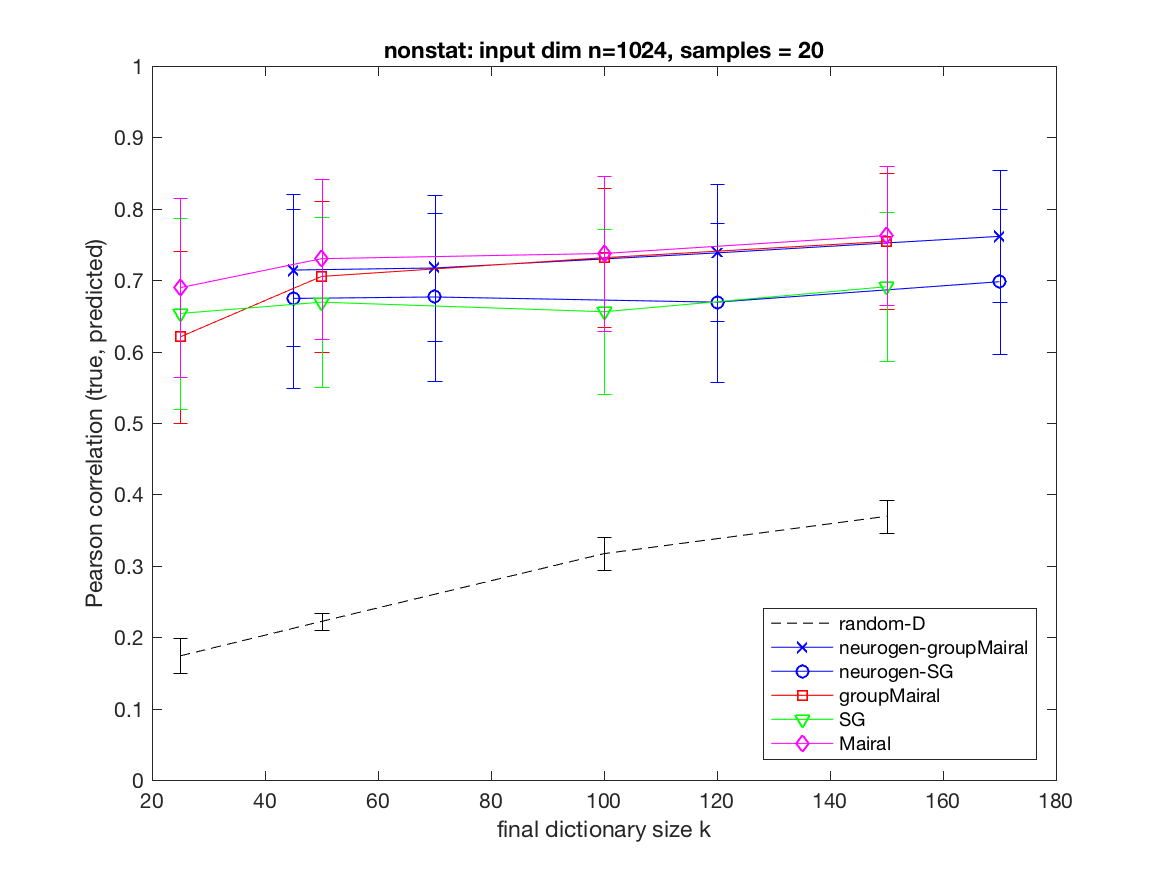 nonstat: input dim n=1024, samples = 20
1
0.9
0.8
0.7
0.6
0.5
0.4
0.3
0.2
0.1
0
Pearson correlation (true, predicted)
20 40 60 80 100 120 140 160 180
final dictionary size k
random-D
neurogen-groupMairal
neurogen-SG
groupMairal
SG
Mairal